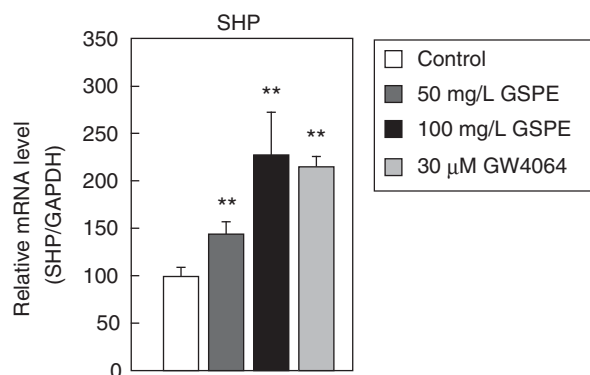 SHP
350
300
250
200
150
100
50
0
Relative mRNA level
(SHP/GAPDH)
**
**
**
Control
50 mg/L GSPE
100 mg/L GSPE
30 μM GW4064